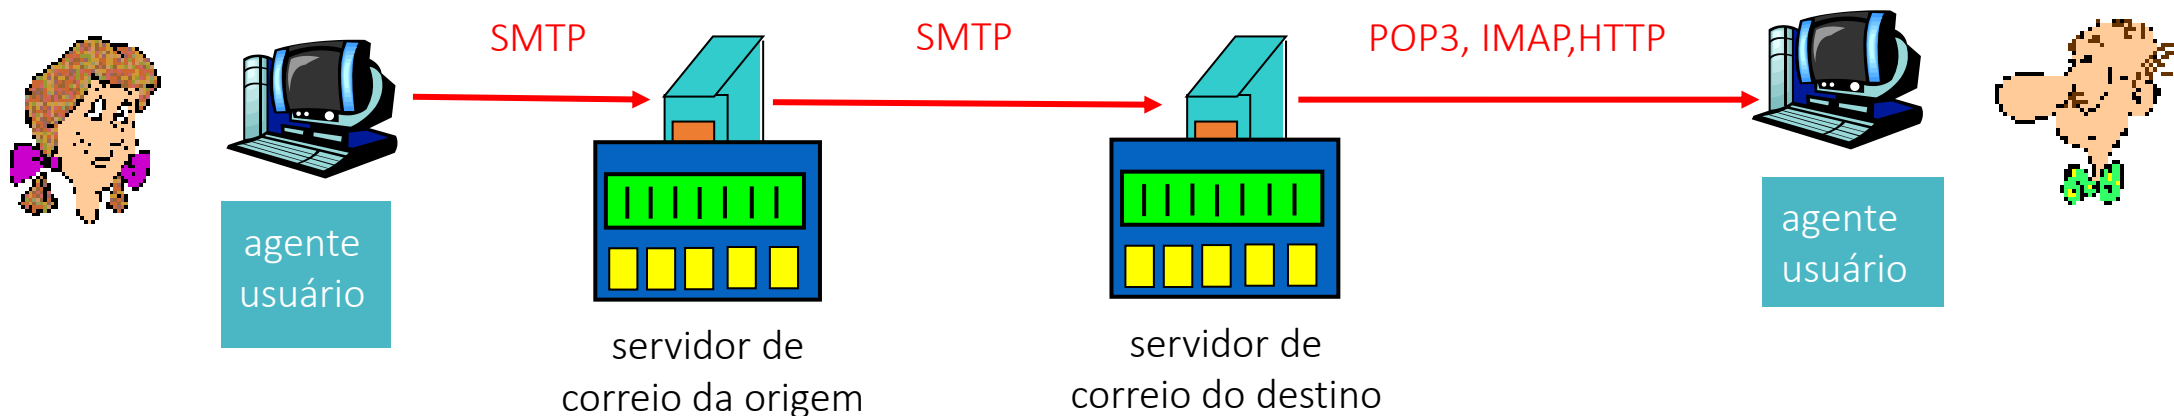 SMTP
SMTP
POP3, IMAP,HTTP
agente
usuário
servidor de
correio da origem
servidor de
correio do destino
agente
usuário